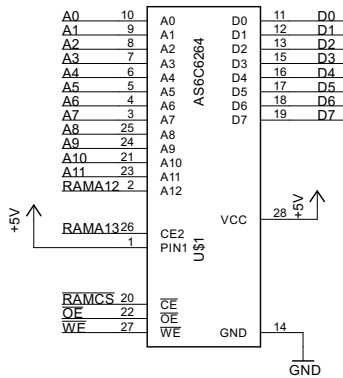 A0 10 A0 D0 11 D0
A1 9 A1 D1 12 D1
A2 8 A2 D2 13 D2
A3 7 A3 D3 15 D3
A4 6 A4 D4 16 D4
A5 5 A5 D5 17 D5
A6 4 A6 D6 18 D6
A7 3 A7 D7 19 D7
A8 25 A8
A9 24 A9
A10 21 A10
A11 23 A11
RAMA12 2 A12
AS6C6264
+5V
VCC 28
+5V
RAMA13 26 CE2
1 PIN1
U$1
RAMCS 20 CE
OE 22 OE
WE 27 WE
GND 14
GND